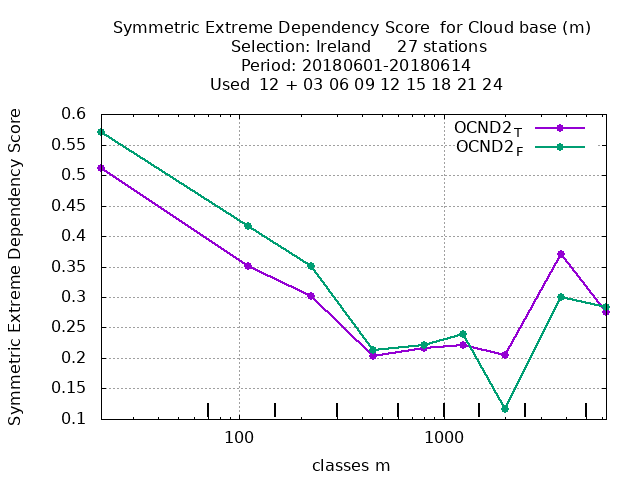 Symmetric Extreme Dependency Score  for Cloud base (m)
Selection: Ireland     27 stations
Period: 20180601-20180614
Used  12 + 03 06 09 12 15 18 21 24
Symmetric Extreme Dependency Score
0.6
0.55
0.5
0.45
0.4
0.35
0.3
0.25
0.2
0.15
0.1
OCND2T
OCND2F
100
1000
classes m